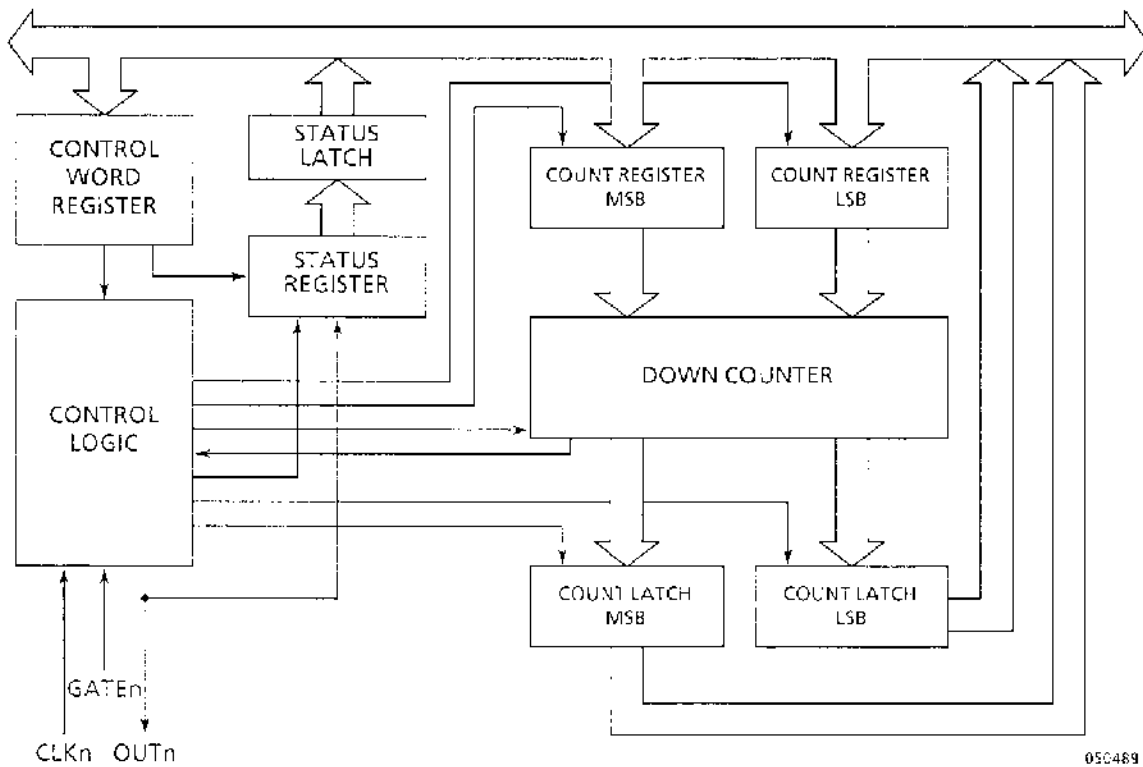 CONTROL
WORD
REGISTER
STATUS
LATCH
COUNT REGISTER
MSB
COUNT REGISTER
LSB
STATUS
REGISTER
CONTROL
LOGIC
DOWN COUNTER
COUNT LATCH
MSB
COUNT LATCH
LSB
GATEn
CLKn OUTn
050489